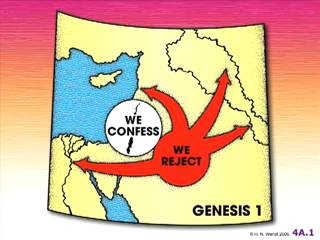 WE
CONFESS
WE
REJECT
GENESIS 1
© H. N. Wendt 2006 4A.1